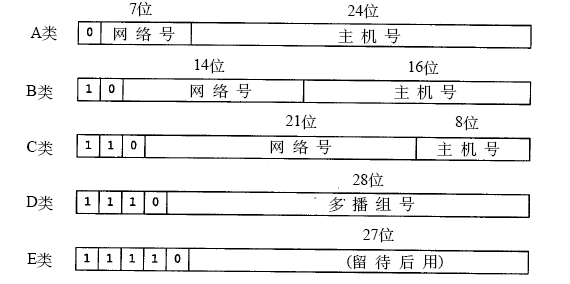 7位 24位
A类 0 网络号 主机号
14位 16位
B类 1 0 网络号 主机号
21位 8位
C类 1 1 0 网络号 主机号
28位
D类 1 1 1 0 多播组号
27位
E类 1 1 1 1 0 (留待后用)